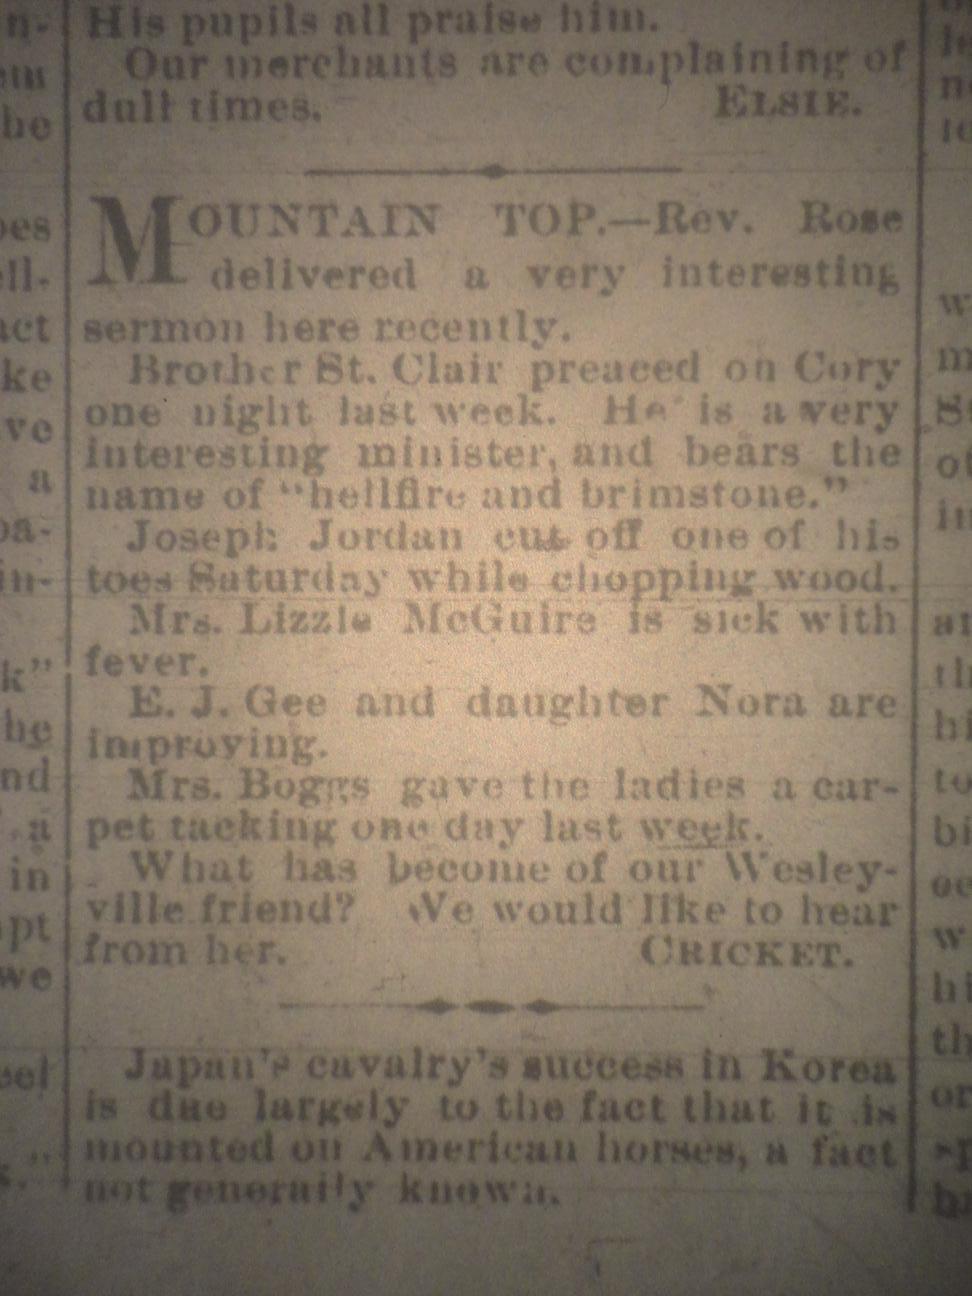 His pupils all praise him.
Our merchants are complaining of
dull times. ELSIE.
MOUNTAIN TOP.—Rev. Rose
delivered a very interesting
sermon here recently.
Brother St. Clair preaced on Cory
one night last week. He is a very
interesting minister, and bears the
name of "hellfire and brimstone."
Joseph Jordan cut off one of his
toes Saturday while chopping wood.
Mrs. Lizzie McGuire is sick with
fever.
E. J. Gee and daughter Nora are
improving.
Mrs. Boggs gave the ladies a car-
pet tacking one day last week.
What has become of our Wesley-
ville friend? We would like to hear
from her. CRICKET.
Japan's cavalry's success in Korea
is due largely to the fact that it is
mounted on American horses, a fact
not generally known.